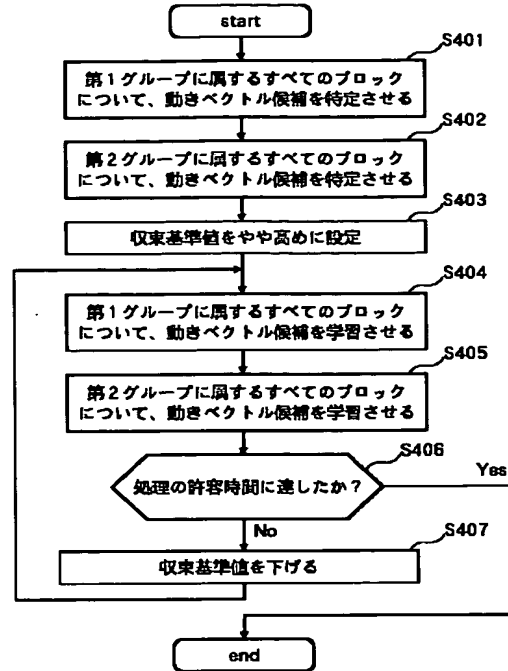 start
S401
第1グループに属するすべてのブロック
について、動きベクトル候補を特定させる
S402
第2グループに属するすべてのブロック
について、動きベクトル候補を特定させる
S403
収束基準値をやや高めに設定
S404
第1グループに属するすべてのブロック
について、動きベクトル候補を学習させる
S405
第2グループに属するすべてのブロック
について、動きベクトル候補を学習させる
S406
処理の許容時間に達したか？
Yes
No
S407
収束基準値を下げる
end